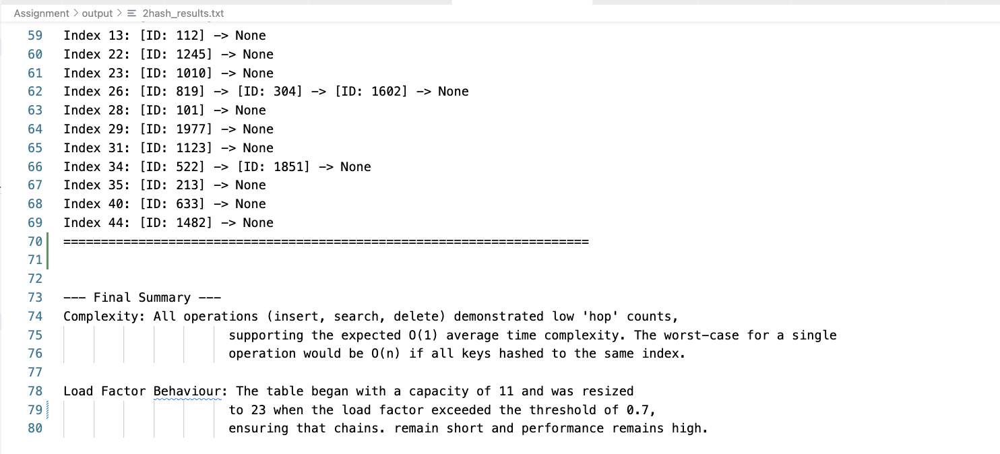 Assignment > output > 2hash_results.txt
59 Index 13: [ID: 112] -> None
60 Index 22: [ID: 1245] -> None
61 Index 23: [ID: 1010] -> None
62 Index 26: [ID: 819] -> [ID: 304] -> [ID: 1602] -> None
63 Index 28: [ID: 101] -> None
64 Index 29: [ID: 1977] -> None
65 Index 31: [ID: 1123] -> None
66 Index 34: [ID: 522] -> [ID: 1851] -> None
67 Index 35: [ID: 213] -> None
68 Index 40: [ID: 633] -> None
69 Index 44: [ID: 1482] -> None
70 ======================================================================
71
72
73 --- Final Summary ---
74 Complexity: All operations (insert, search, delete) demonstrated low 'hop' counts,
75 supporting the expected O(1) average time complexity. The worst-case for a single
76 operation would be O(n) if all keys hashed to the same index.
77
78 Load Factor Behaviour: The table began with a capacity of 11 and was resized
79 to 23 when the load factor exceeded the threshold of 0.7,
80 ensuring that chains. remain short and performance remains high.